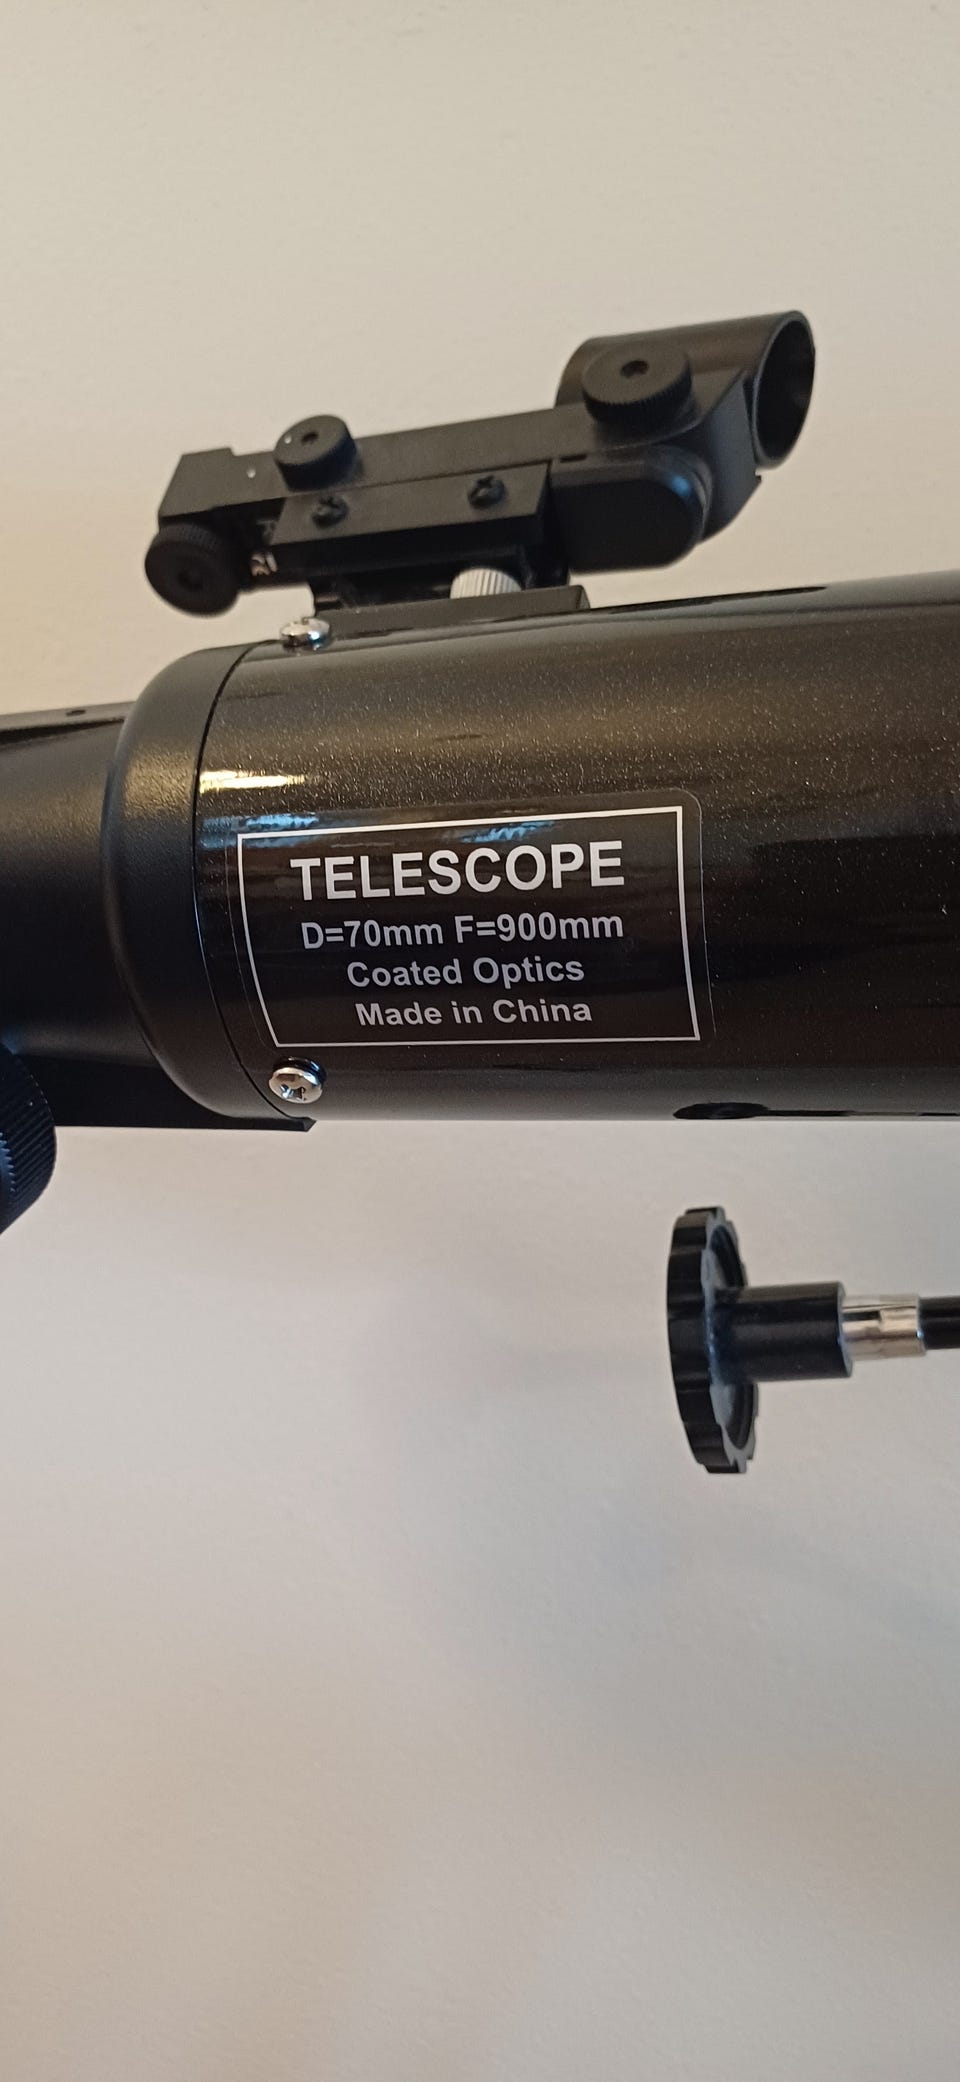 TELESCOPE
D=70mm F=900mm
Coated Optics
Made in China